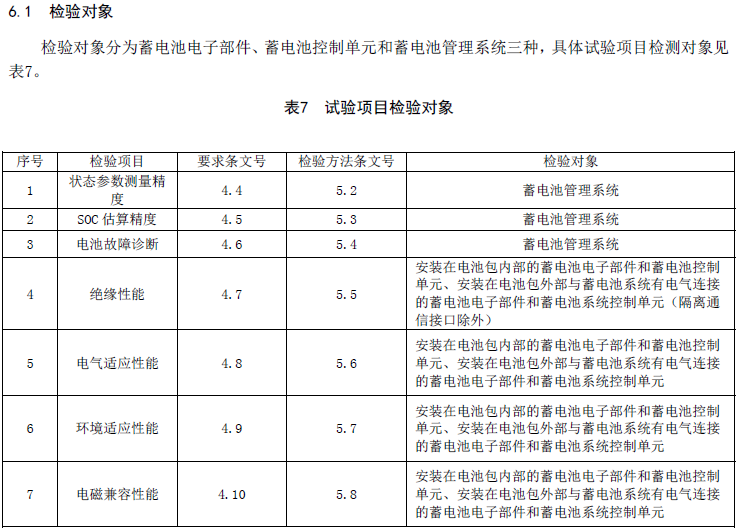 6.1 检验对象
检验对象分为蓄电池电子部件、蓄电池控制单元和蓄电池管理系统三种，具体试验项目检测对象见
表7。
表7 试验项目检验对象
序号 检验项目 要求条文号 检验方法条文号 检验对象
1 状态参数测量精
度 4.4 5.2 蓄电池管理系统
2 SOC 估算精度 4.5 5.3 蓄电池管理系统
3 电池故障诊断 4.6 5.4 蓄电池管理系统
4 绝缘性能 4.7 5.5 安装在电池包内部的蓄电池电子部件和蓄电池控制
单元、安装在电池包外部与蓄电池系统有电气连接
的蓄电池电子部件和蓄电池系统控制单元（隔离通
信接口除外）
5 电气适应性能 4.8 5.6 安装在电池包内部的蓄电池电子部件和蓄电池控制
单元、安装在电池包外部与蓄电池系统有电气连接
的蓄电池电子部件和蓄电池系统控制单元
6 环境适应性能 4.9 5.7 安装在电池包内部的蓄电池电子部件和蓄电池控制
单元、安装在电池包外部与蓄电池系统有电气连接
的蓄电池电子部件和蓄电池系统控制单元
7 电磁兼容性能 4.10 5.8 安装在电池包内部的蓄电池电子部件和蓄电池控制
单元、安装在电池包外部与蓄电池系统有电气连接
的蓄电池电子部件和蓄电池系统控制单元